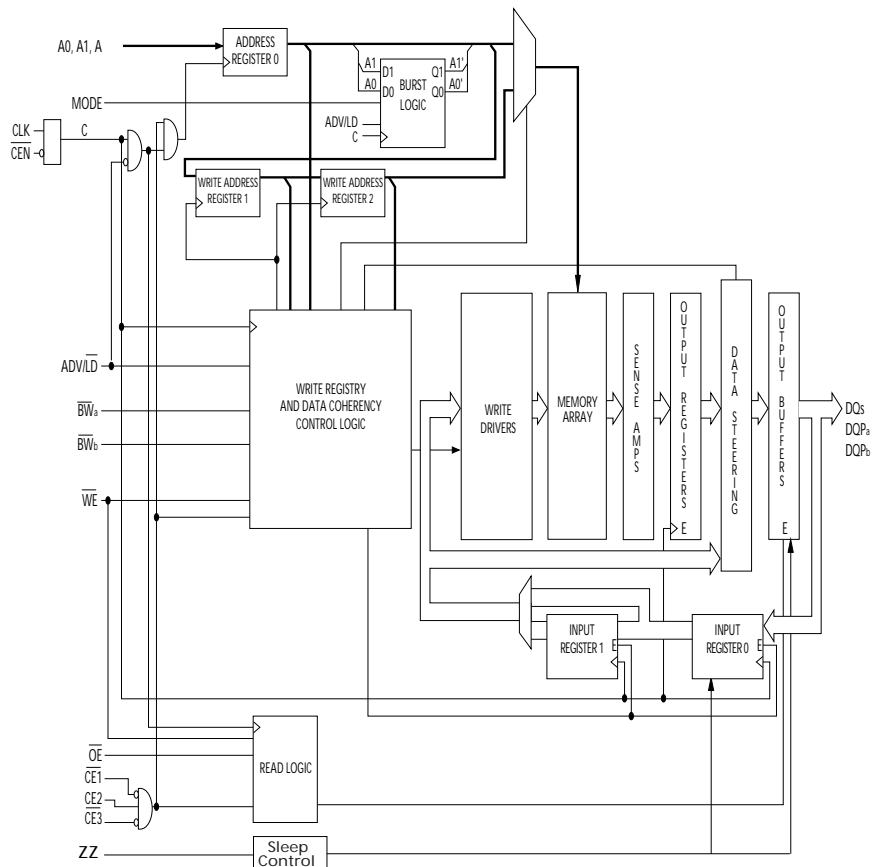 A0, A1, A
ADDRESS
REGISTER 0
A1
D1
Q1
A1'
BURST
LOGIC
A0
D0
Q0
A0'
MODE
CLK
C
ADV/LD
C
CEN
WRITE ADDRESS
REGISTER 1
WRITE ADDRESS
REGISTER 2
ADV/LD
BWa
BWb
WE
WRITE REGISTRY
AND DATA COHERENCY
CONTROL LOGIC
WRITE
DRIVERS
MEMORY
ARRAY
SENSE AMPS
OUTPUT REGISTERS
E
DATA STEERING
OUTPUT BUFFERS
E
DQs
DQPa
DQPb
INPUT
REGISTER 1
E
INPUT
REGISTER 0
E
OE
READ LOGIC
CE1
CE2
CE3
ZZ
Sleep
Control